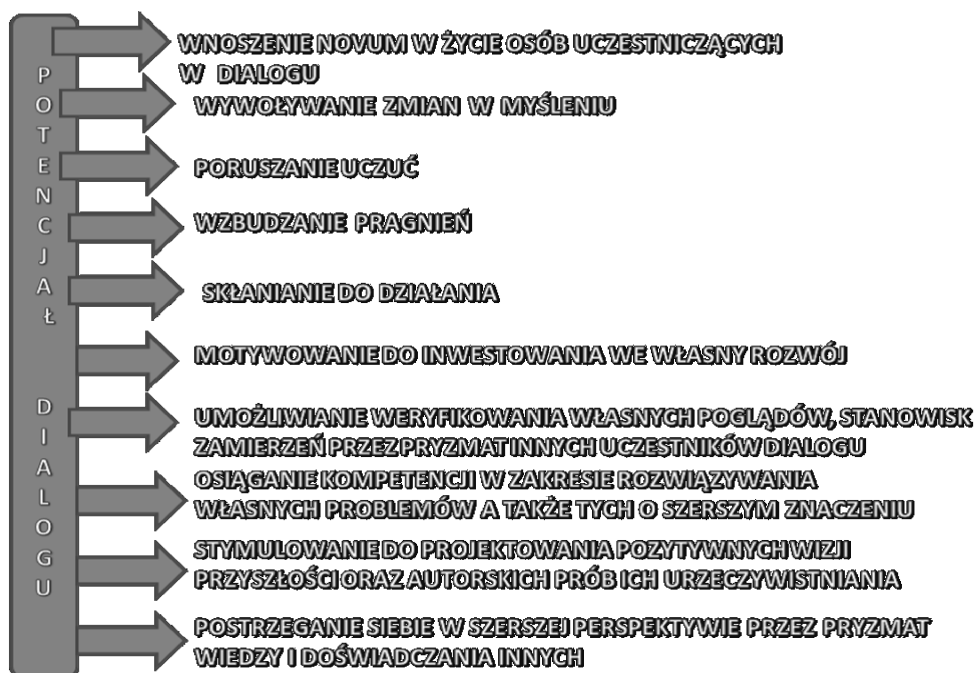 POTENCJAŁ DIALOGU
WNOSZENIE NOVUM W ŻYCIE OSÓB UCZESTNICZĄCYCH
W DIALOGU
WYWOŁYWANIE ZMIAN W MYŚLENIU
PORUSZANIE UCZUĆ
WZBUDZANIE PRAGNIEŃ
SKŁANIANIE DO DZIAŁANIA
MOTYWOWANIE DO INWESTOWANIA WE WŁASNY ROZWÓJ
UMOŻLIWIANIE WERYFIKOWANIA WŁASNYCH POGLĄDÓW, STANOWISK
ZAMIERZEŃ PRZEZ PRYZMAT INNYCH UCZESTNIKÓW DIALOGU
OSIĄGANIE KOMPETENCJI W ZAKRESIE ROZWIĄZYWANIA
WŁASNYCH PROBLEMÓW A TAKŻE TYCH O SZERSZYM ZNACZENIU
STYMULOWANIE DO PROJEKTOWANIA POZYTYWNYCH WIZJI
PRZYSZŁOŚCI ORAZ AUTORSKICH PRÓB ICH URZECZYWISTNIANIA
POSTRZEGANIE SIEBIE W SZERSZEJ PERSPEKTYWIE PRZEZ PRYZMAT
WIEDZY I DOŚWIADCZANIA INNYCH